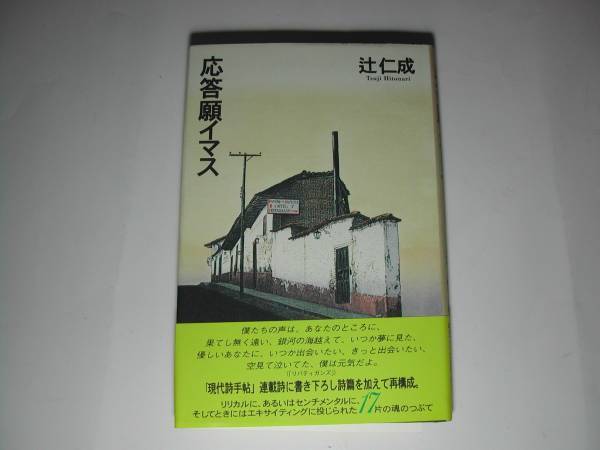 応答願イマス
辻仁成
Tsuji Hitonari
僕たちの声は、あなたのところに、
果てし無く遠い、銀河の海越えて、いつか夢に見た、
優しいあなたに、いつか出会いたい、きっと出会いたい、
空見て泣いてた、僕は元気だよ。
(「リバティガンズ」)
「現代詩手帖」連載詩に書き下ろし詩篇を加えて再構成。
リリカルに、あるいはセンチメンタルに、
そしてときにはエキサイティングに投じられた17片の魂のつぶて